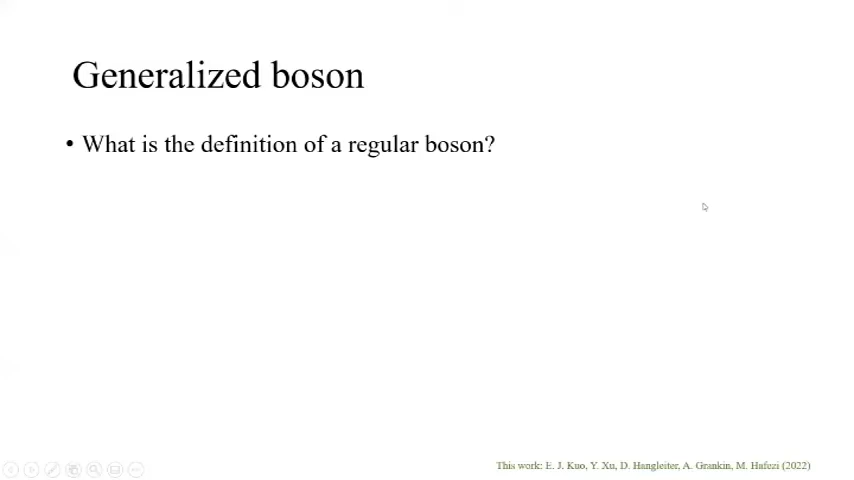 Generalized boson
• What is the definition of a regular boson?
This work: E. J. Kuo, Y. Xu, D. Hangleiter, A. Grankin, M. Hafezi (2022)